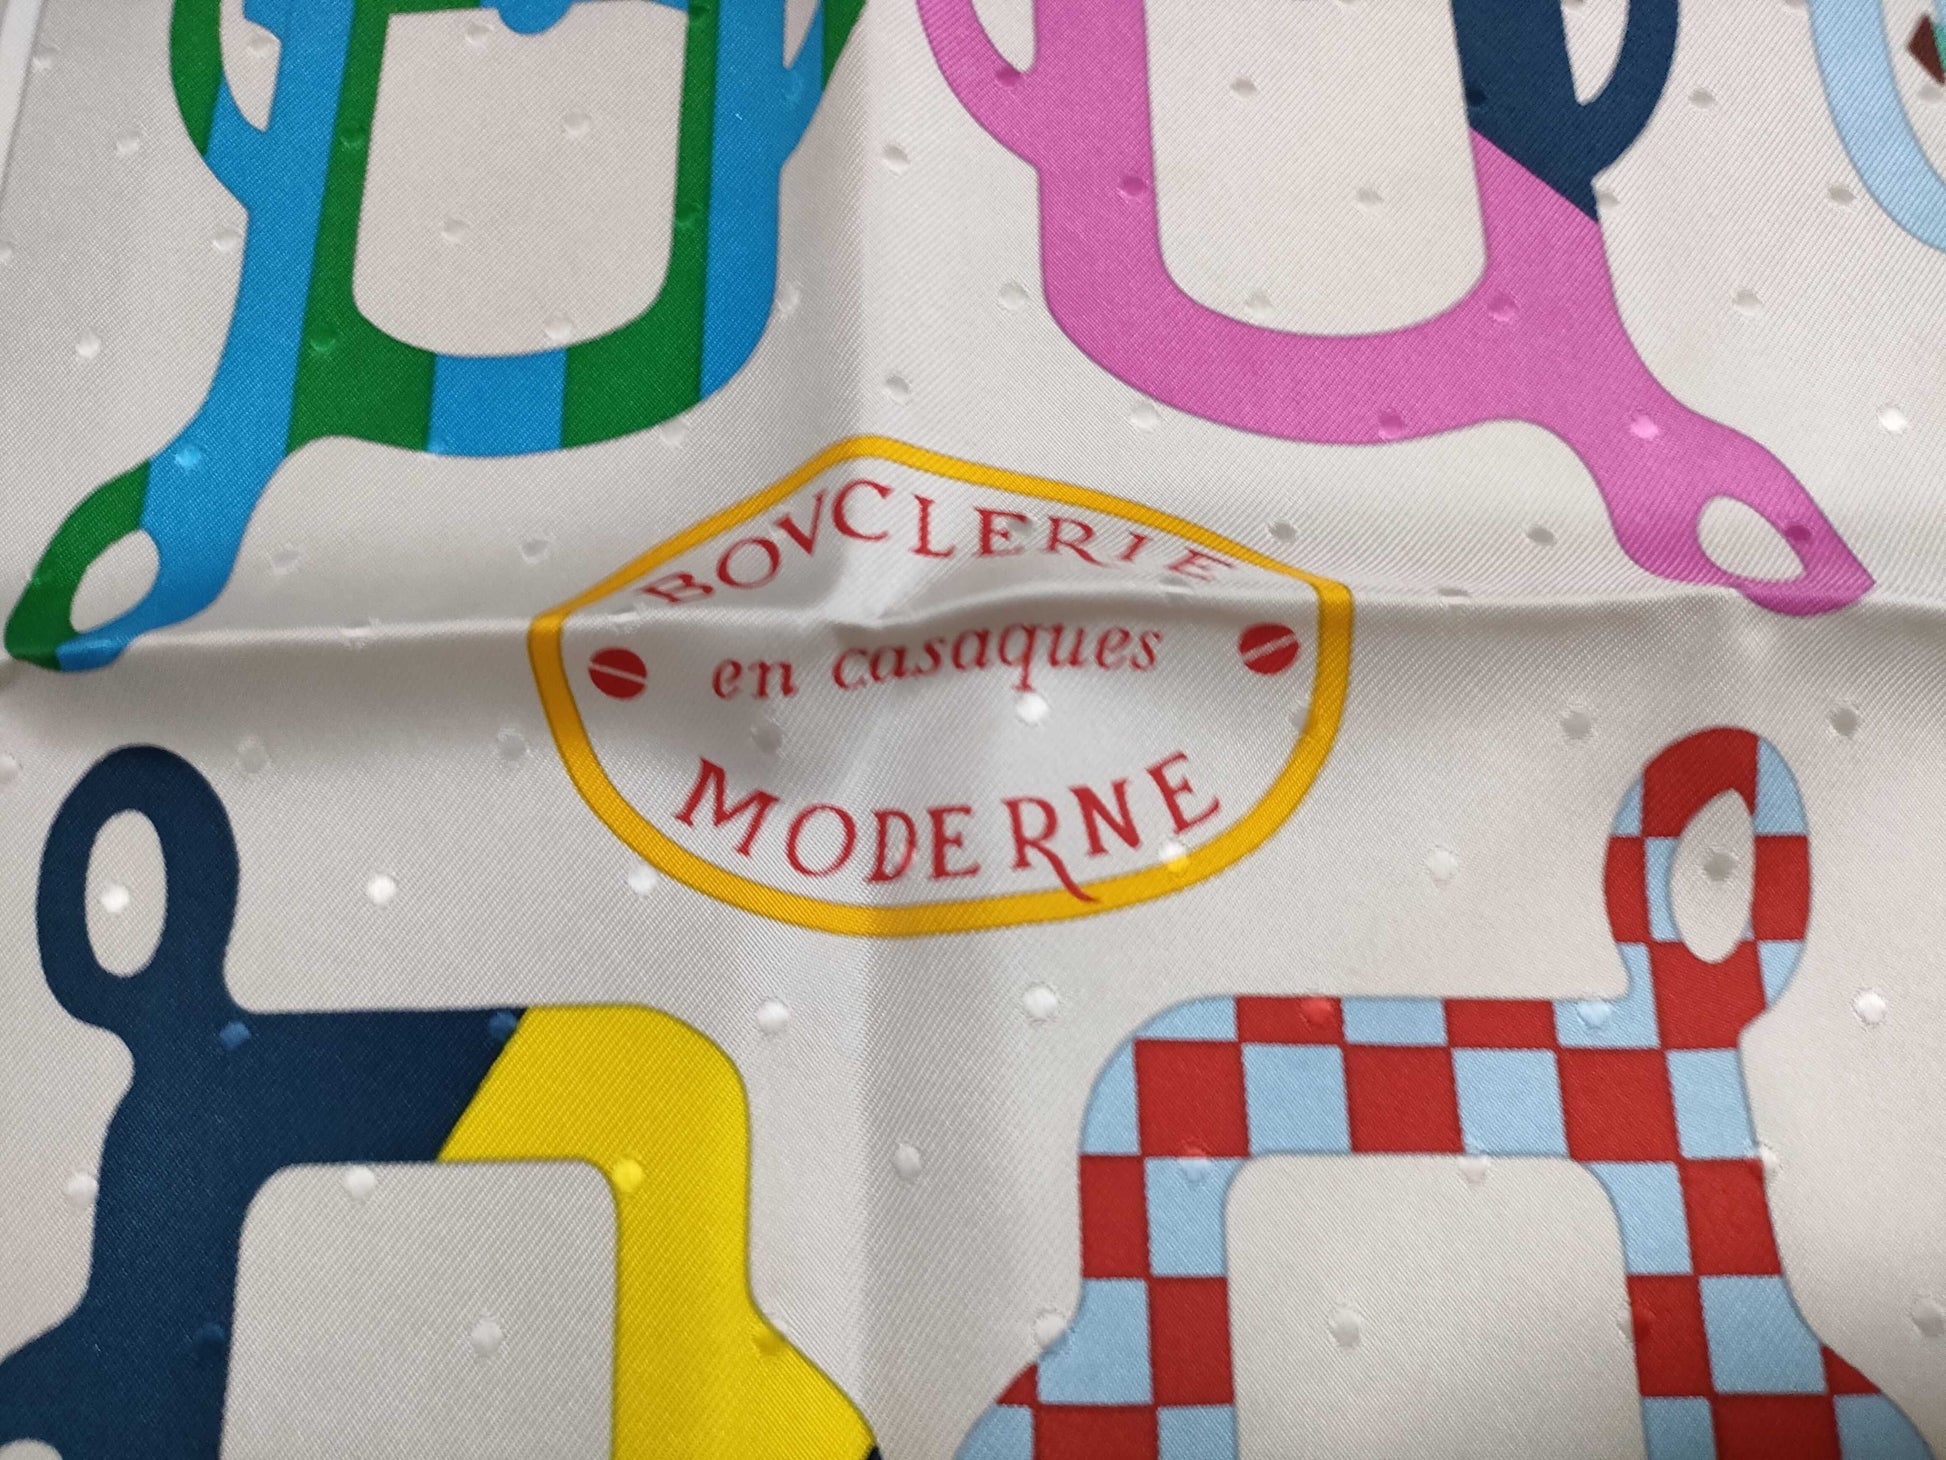 BOVCLERIE
en casaques
MODERNE